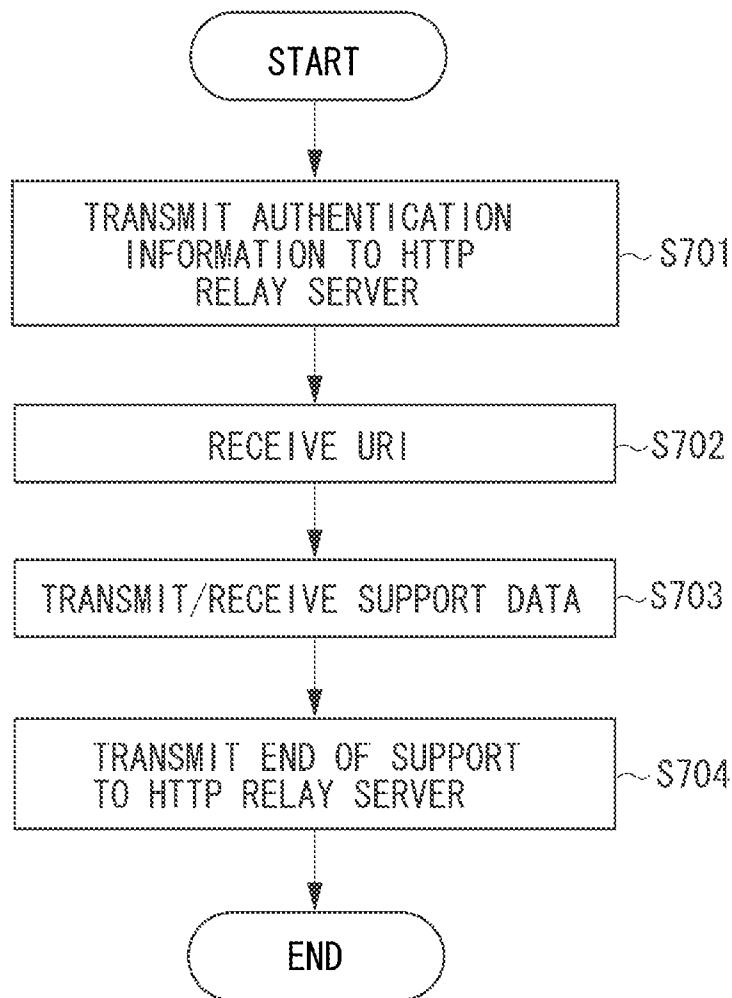 START
TRANSMIT AUTHENTICATION
INFORMATION TO HTTP
RELAY SERVER
S701
RECEIVE URI
S702
TRANSMIT/RECEIVE SUPPORT DATA
S703
TRANSMIT END OF SUPPORT
TO HTTP RELAY SERVER
S704
END